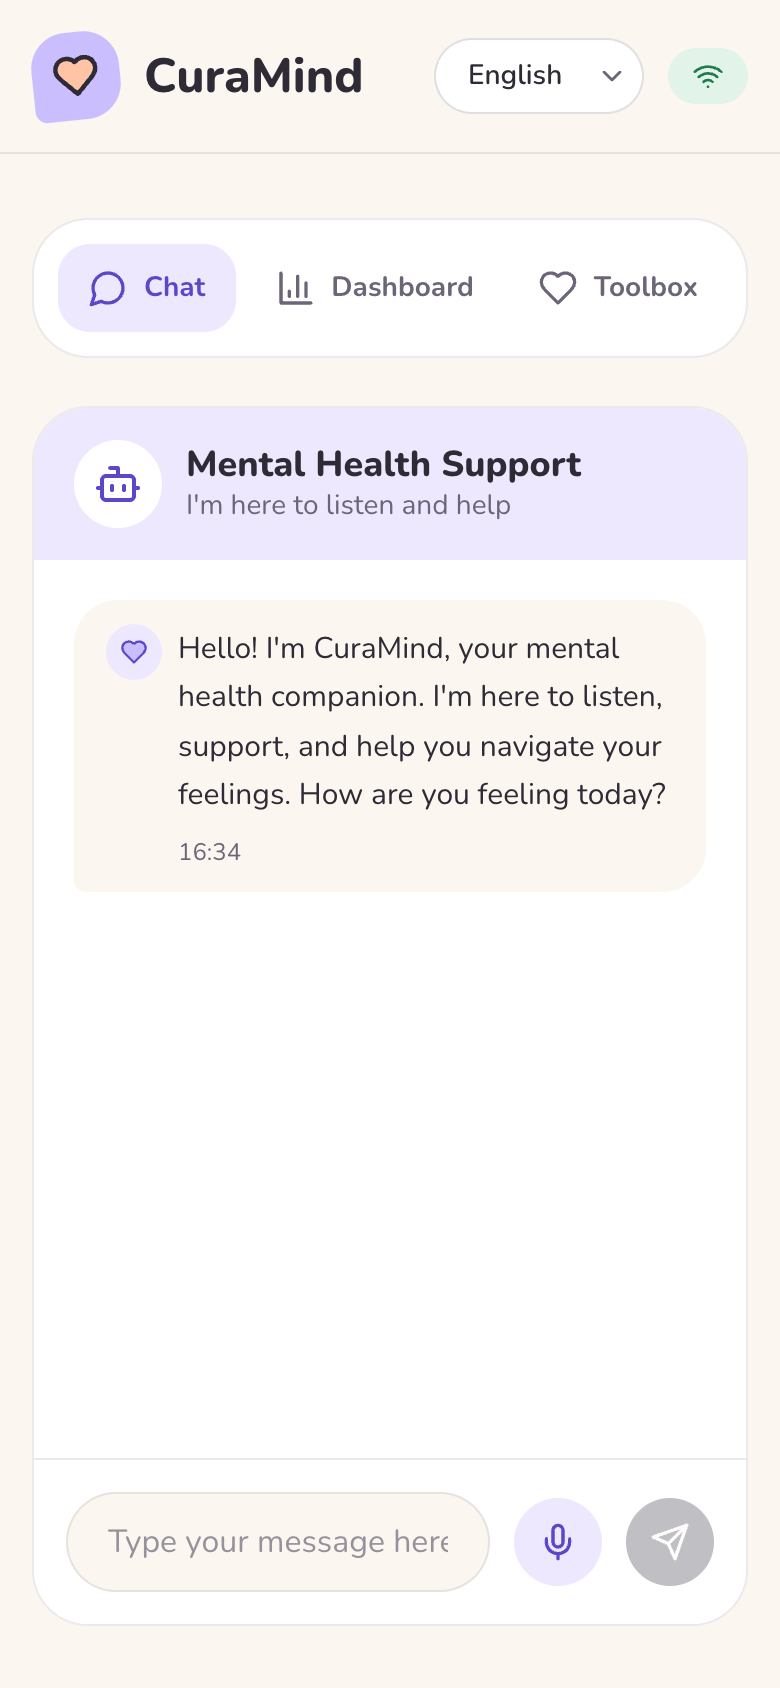 CuraMind
English
Chat
Dashboard
Toolbox
Mental Health Support
I'm here to listen and help
Hello! I'm CuraMind, your mental
health companion. I'm here to listen,
support, and help you navigate your
feelings. How are you feeling today?
16:34
Type your message here